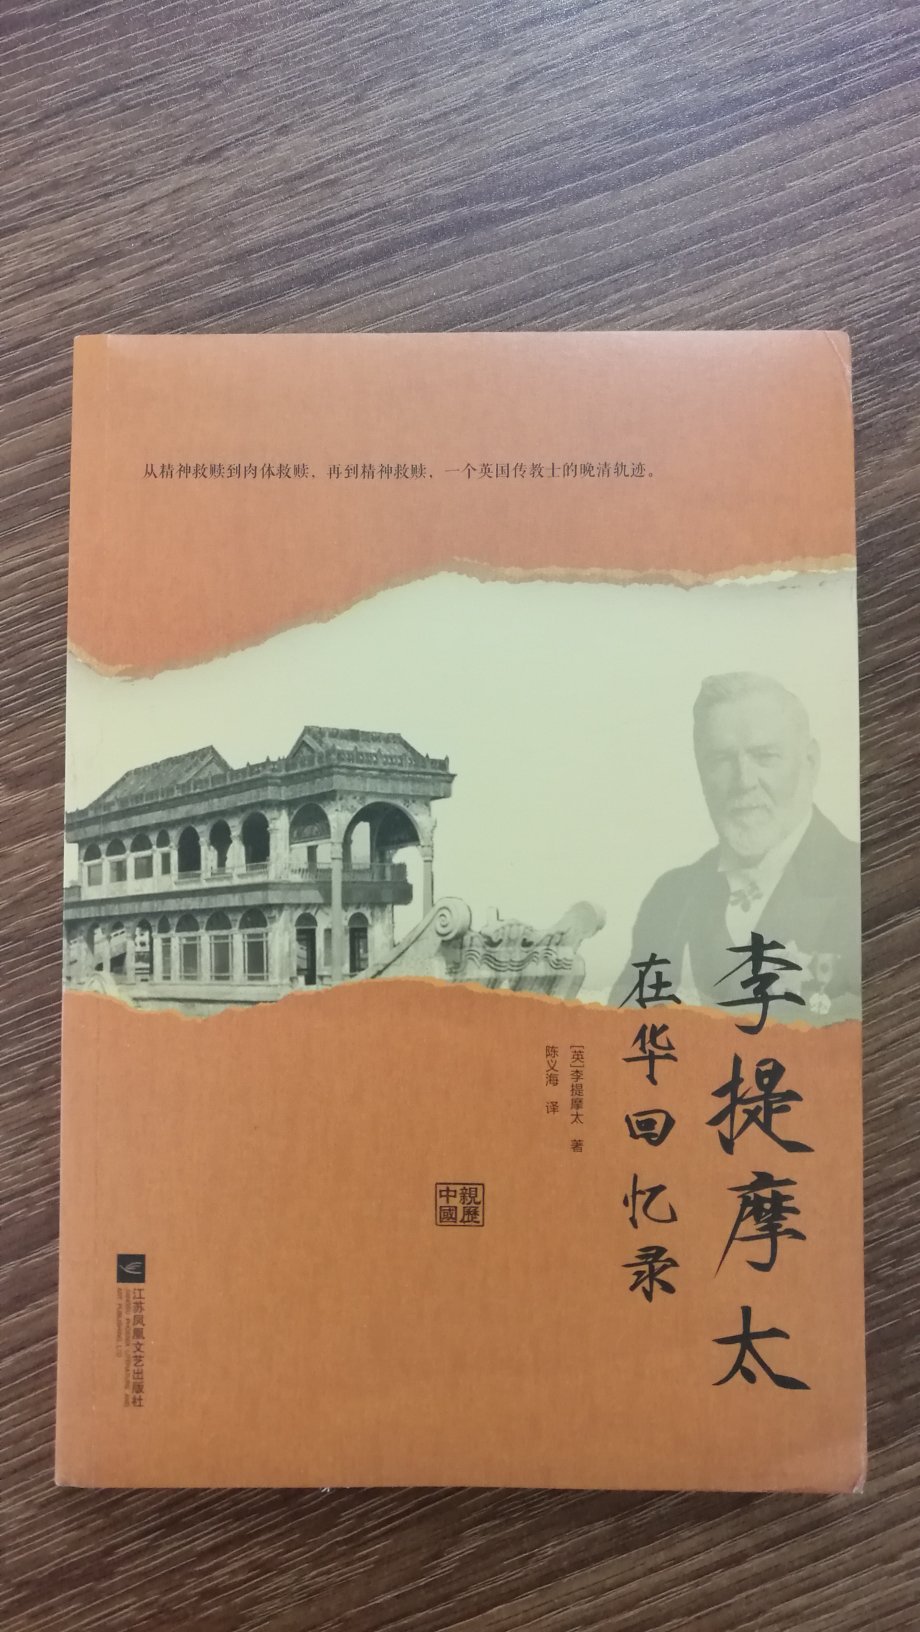 从精神救赎到肉体救赎，再到精神救赎，一个英国传教士的晚清轨迹。
李提摩太
在华回忆录
[英]李提摩太 著
陈义海 译
親歷
中國
江苏凤凰文艺出版社